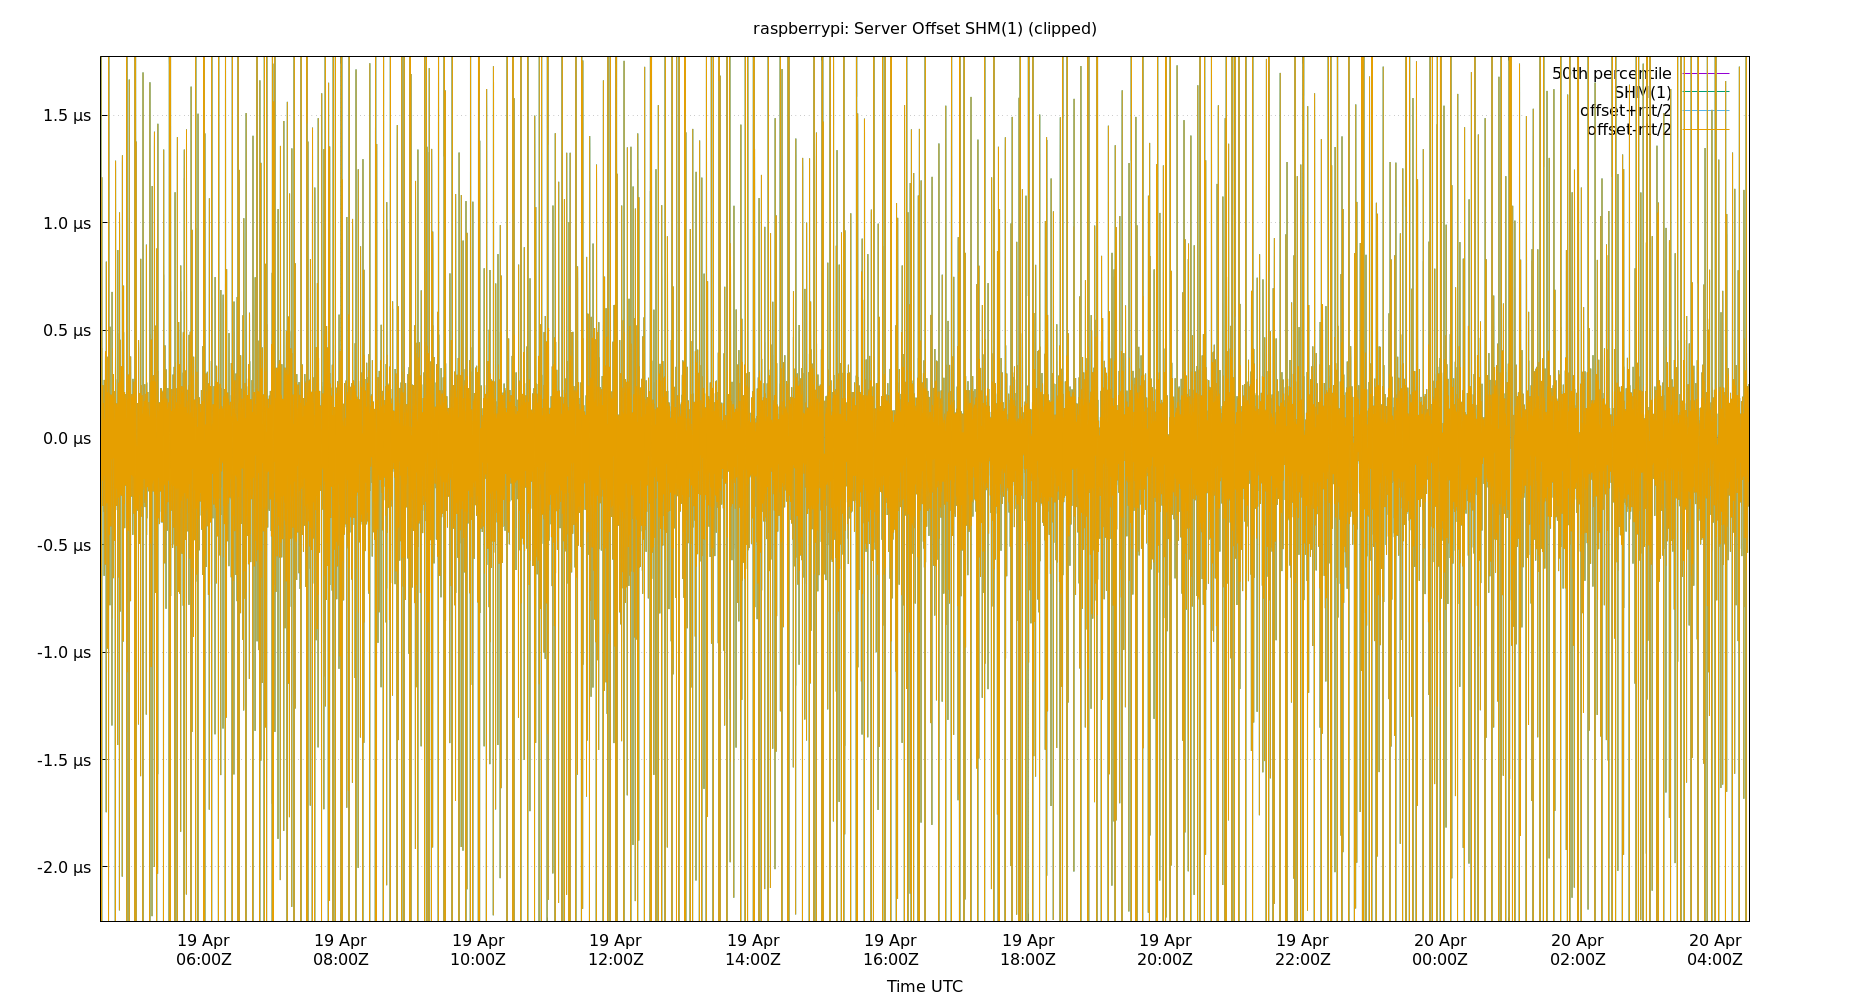 raspberrypi: Server Offset SHM(1) (clipped)
50th percentile
SHM(1)
offset+rtt/2
offset-rtt/2
1.5 µs
1.0 µs
0.5 µs
0.0 µs
-0.5 µs
-1.0 µs
-1.5 µs
-2.0 µs
19 Apr 19 Apr 19 Apr 19 Apr 19 Apr 19 Apr 19 Apr 19 Apr 19 Apr 20 Apr 20 Apr 20 Apr
06:00Z 08:00Z 10:00Z 12:00Z 14:00Z 16:00Z 18:00Z 20:00Z 22:00Z 00:00Z 02:00Z 04:00Z
Time UTC